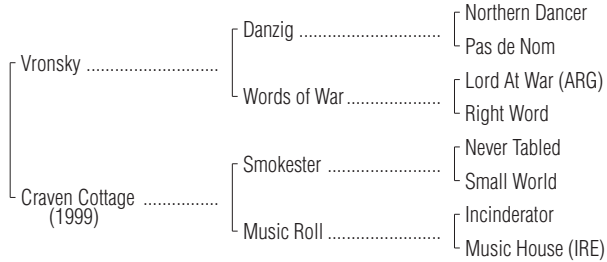 Northern Dancer
Danzig ................................
Pas de Nom
Vronsky ..............................
Lord At War (ARG)
Words of War......................
Right Word
Never Tabled
Smokester ..........................
Small World
Craven Cottage .................
(1999)
Incinderator
Music Roll ..........................
Music House (IRE)